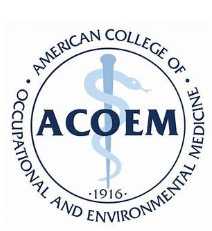 AMERICAN COLLEGE OF
• OCCUPATIONAL AND ENVIRONMENTAL MEDICINE •
ACOEM
·1916·